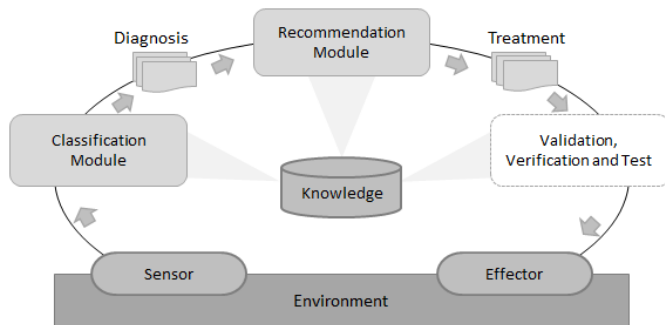 Diagnosis
Recommendation
Module
Treatment
Classification
Module
Validation,
Verification and Test
Knowledge
Sensor
Effector
Environment